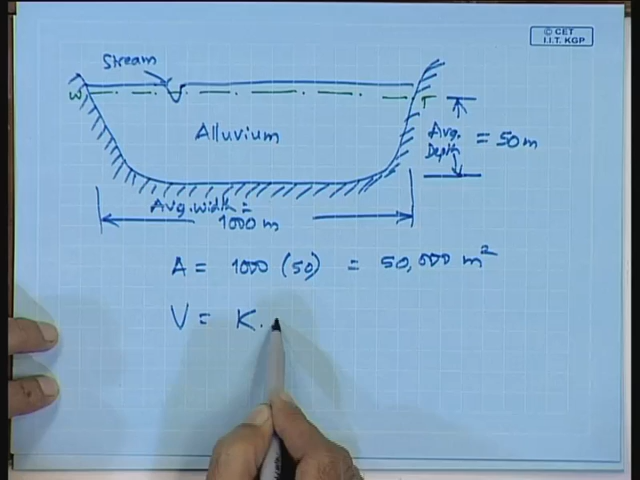 © CET
I.I.T. KGP
Stream
W T
Alluvium
Avg. Depth = 50 m
Avg. width =
1000 m
A = 1000 (50) = 50,000 m²
V = K.